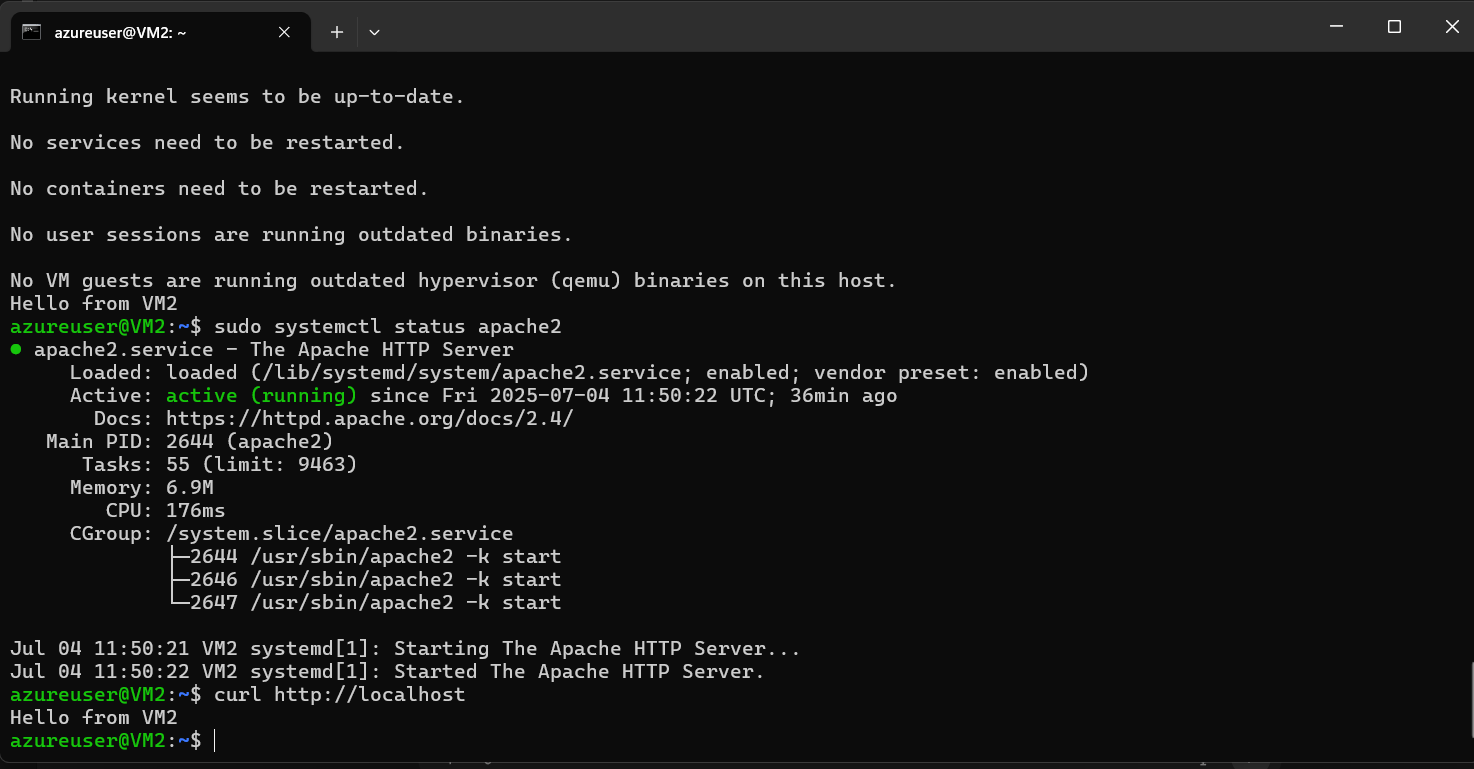 azureuser@VM2: ~
Running kernel seems to be up-to-date.
No services need to be restarted.
No containers need to be restarted.
No user sessions are running outdated binaries.
No VM guests are running outdated hypervisor (qemu) binaries on this host.
Hello from VM2
azureuser@VM2:~$ sudo systemctl status apache2
● apache2.service - The Apache HTTP Server
     Loaded: loaded (/lib/systemd/system/apache2.service; enabled; vendor preset: enabled)
     Active: active (running) since Fri 2025-07-04 11:50:22 UTC; 36min ago
       Docs: https://httpd.apache.org/docs/2.4/
   Main PID: 2644 (apache2)
      Tasks: 55 (limit: 9463)
     Memory: 6.9M
        CPU: 176ms
     CGroup: /system.slice/apache2.service
             ├─2644 /usr/sbin/apache2 -k start
             ├─2646 /usr/sbin/apache2 -k start
             └─2647 /usr/sbin/apache2 -k start
Jul 04 11:50:21 VM2 systemd[1]: Starting The Apache HTTP Server...
Jul 04 11:50:22 VM2 systemd[1]: Started The Apache HTTP Server.
azureuser@VM2:~$ curl http://localhost
Hello from VM2
azureuser@VM2:~$